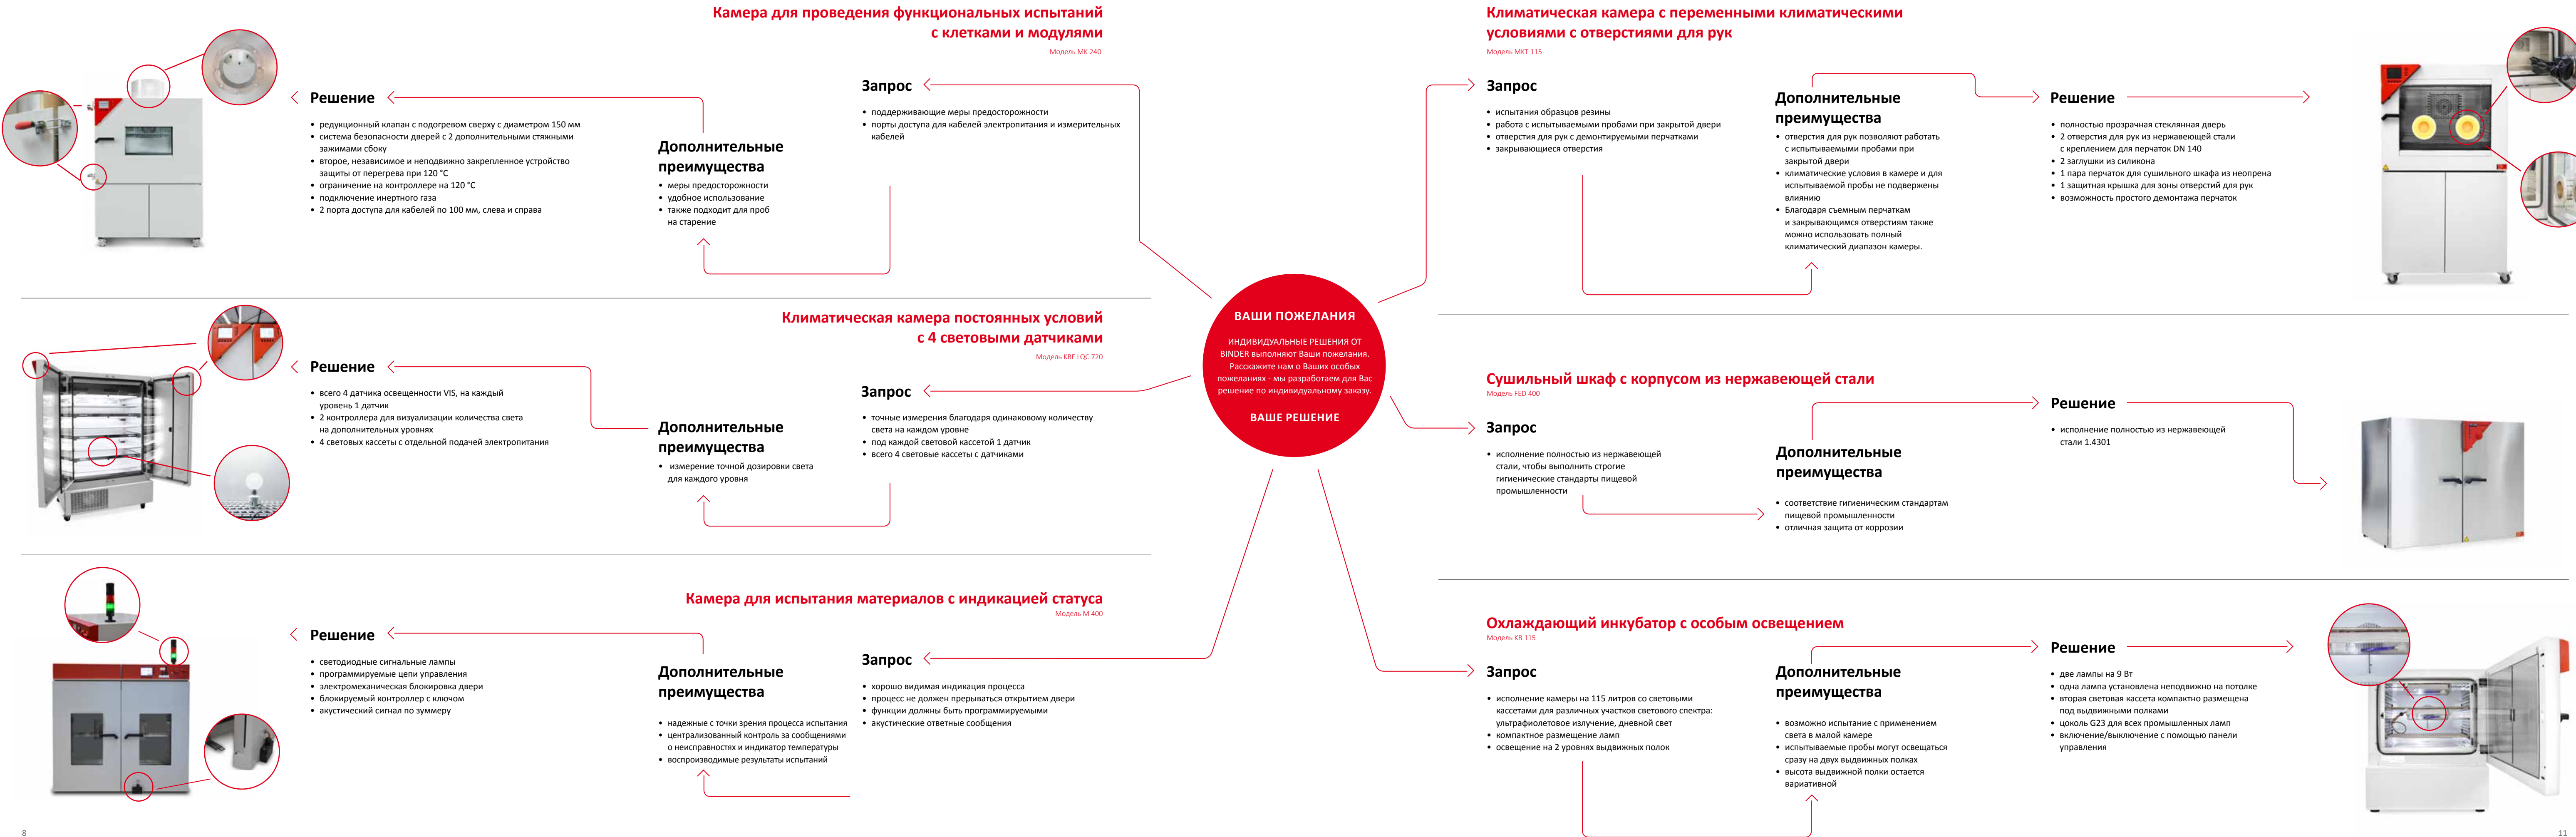 Камера для проведения функциональных испытаний
с клетками и модулями
Модель MK 240
Запрос
• поддерживающие меры предосторожности
• порты доступа для кабелей электропитания и измерительных
кабелей
Дополнительные
преимущества
• меры предосторожности
• удобное использование
• также подходит для проб
на старение
Решение
• редукционный клапан с подогревом сверху с диаметром 150 мм
• система безопасности дверей с 2 дополнительными стяжными
зажимами сбоку
• второе, независимое и неподвижно закрепленное устройство
защиты от перегрева при 120 °C
• ограничение на контроллере на 120 °C
• подключение инертного газа
• 2 порта доступа для кабелей по 100 мм, слева и справа
Климатическая камера постоянных условий
с 4 световыми датчиками
Модель KBF LQC 720
Запрос
• точные измерения благодаря одинаковому количеству
света на каждом уровне
• под каждой световой кассетой 1 датчик
• всего 4 световые кассеты с датчиками
Дополнительные
преимущества
• измерение точной дозировки света
для каждого уровня
Решение
• всего 4 датчика освещенности VIS, на каждый
уровень 1 датчик
• 2 контроллера для визуализации количества света
на дополнительных уровнях
• 4 световых кассеты с отдельной подачей электропитания
Камера для испытания материалов с индикацией статуса
Модель M 400
Запрос
• хорошо видимая индикация процесса
• процесс не должен прерываться открытием двери
• функции должны быть программируемыми
• акустические ответные сообщения
Дополнительные
преимущества
• надежные с точки зрения процесса испытания
• централизованный контроль за сообщениями
о неисправностях и индикатор температуры
• воспроизводимые результаты испытаний
Решение
• светодиодные сигнальные лампы
• программируемые цепи управления
• электромеханическая блокировка двери
• блокируемый контроллер с ключом
• акустический сигнал по зуммеру
8
ВАШИ ПОЖЕЛАНИЯ
ИНДИВИДУАЛЬНЫЕ РЕШЕНИЯ ОТ
BINDER выполняют Ваши пожелания.
Расскажите нам о Ваших особых
пожеланиях - мы разработаем для Вас
решение по индивидуальному заказу.
ВАШЕ РЕШЕНИЕ
Климатическая камера с переменными климатическими
условиями с отверстиями для рук
Модель MKT 115
Запрос
• испытания образцов резины
• работа с испытываемыми пробами при закрытой двери
• отверстия для рук с демонтируемыми перчатками
• закрывающиеся отверстия
Дополнительные
преимущества
• отверстия для рук позволяют работать
с испытываемыми пробами при
закрытой двери
• климатические условия в камере и для
испытываемой пробы не подвержены
влиянию
• Благодаря съемным перчаткам
и закрывающимся отверстиям также
можно использовать полный
климатический диапазон камеры.
Решение
• полностью прозрачная стеклянная дверь
• 2 отверстия для рук из нержавеющей стали
с креплением для перчаток DN 140
• 2 заглушки из силикона
• 1 пара перчаток для сушильного шкафа из неопрена
• 1 защитная крышка для зоны отверстий для рук
• возможность простого демонтажа перчаток
Сушильный шкаф с корпусом из нержавеющей стали
Модель FED 400
Запрос
• исполнение полностью из нержавеющей
стали, чтобы выполнить строгие
гигиенические стандарты пищевой
промышленности
Дополнительные
преимущества
• соответствие гигиеническим стандартам
пищевой промышленности
• отличная защита от коррозии
Решение
• исполнение полностью из нержавеющей
стали 1.4301
Охлаждающий инкубатор с особым освещением
Модель KB 115
Запрос
• исполнение камеры на 115 литров со световыми
кассетами для различных участков светового спектра:
ультрафиолетовое излучение, дневной свет
• компактное размещение ламп
• освещение на 2 уровнях выдвижных полок
Дополнительные
преимущества
• возможно испытание с применением
света в малой камере
• испытываемые пробы могут освещаться
сразу на двух выдвижных полках
• высота выдвижной полки остается
вариативной
Решение
• две лампы на 9 Вт
• одна лампа установлена неподвижно на потолке
• вторая световая кассета компактно размещена
под выдвижными полками
• цоколь G23 для всех промышленных ламп
• включение/выключение с помощью панели
управления
11